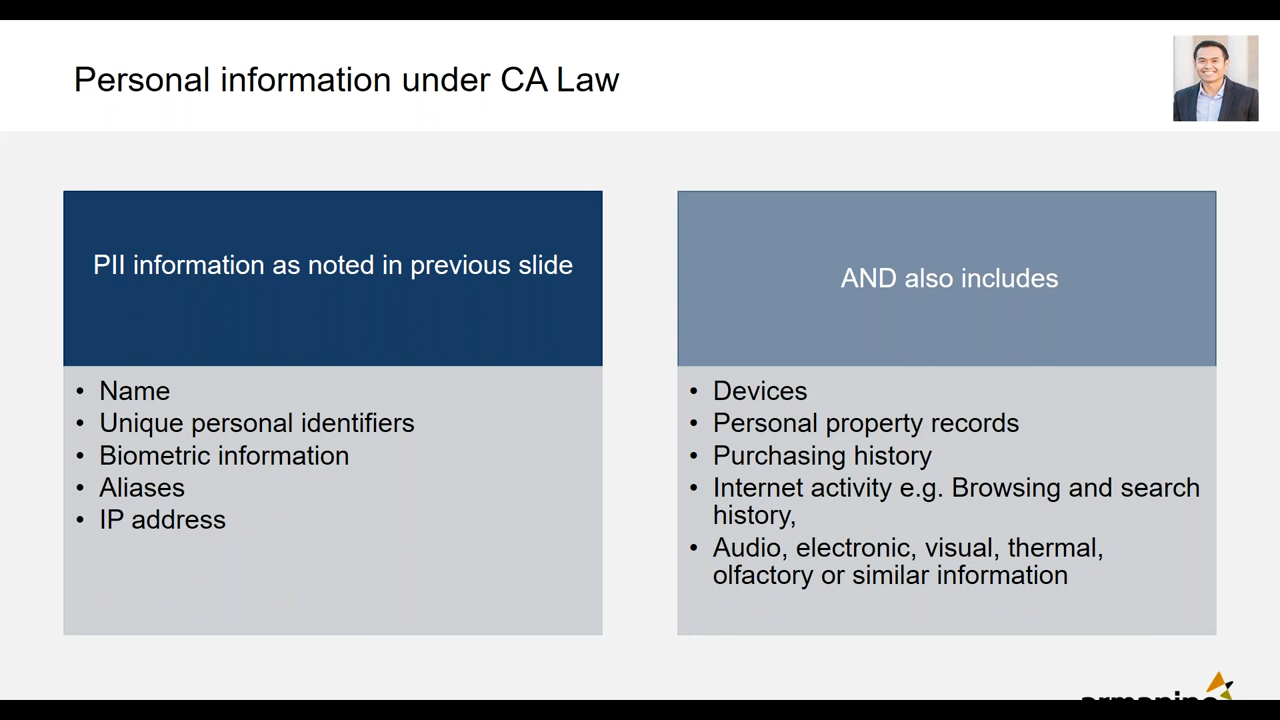 Personal information under CA Law
PII information as noted in previous slide
• Name
• Unique personal identifiers
• Biometric information
• Aliases
• IP address
AND also includes
• Devices
• Personal property records
• Purchasing history
• Internet activity e.g. Browsing and search
history,
• Audio, electronic, visual, thermal,
olfactory or similar information